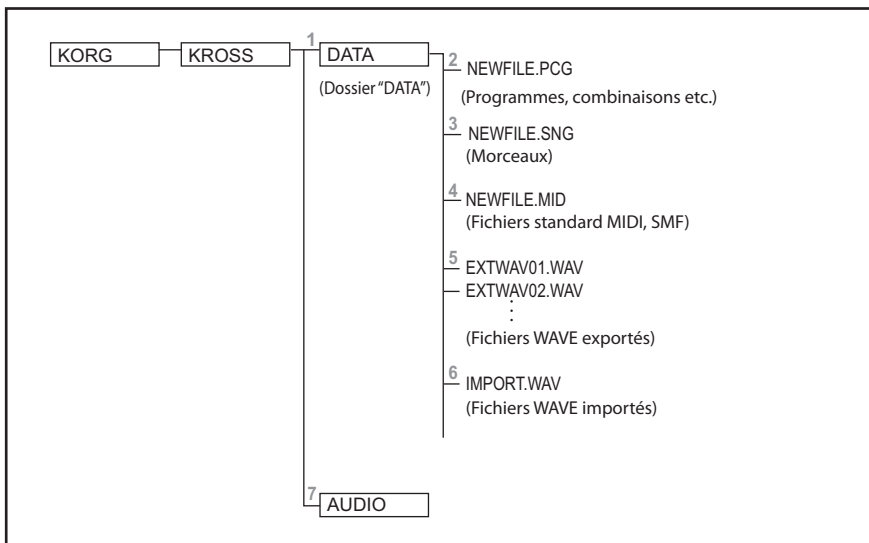 KORG KROSS 1 DATA
(Dossier “DATA”)
2 NEWFILE.PCG
(Programmes, combinaisons etc.)
3 NEWFILE.SNG
(Morceaux)
4 NEWFILE.MID
(Fichiers standard MIDI, SMF)
5 EXTWAV01.WAV
EXTWAV02.WAV
(Fichiers WAVE exportés)
6 IMPORT.WAV
(Fichiers WAVE importés)
7 AUDIO